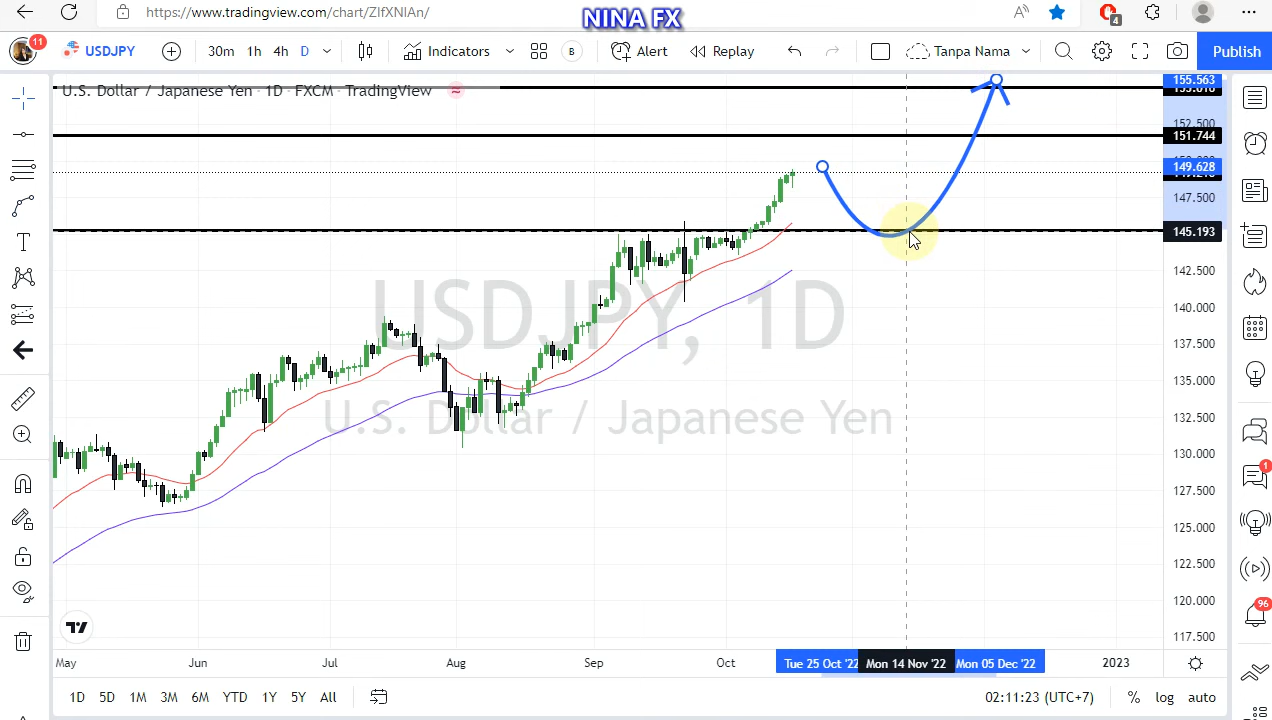 https://www.tradingview.com/chart/ZIfXNIAn/
NINA FX
4
11
USDJPY
30m
1h
4h
D
Indicators
B
Alert
Replay
Tanpa Nama
Publish
U.S. Dollar / Japanese Yen · 1D · FXCM · TradingView
155.563
152.500
151.744
149.628
147.500
145.193
142.500
140.000
137.500
135.000
132.500
130.000
127.500
125.000
122.500
120.000
117.500
USDJPY, 1D
U.S. Dollar / Japanese Yen
1
96
May
Jun
Jul
Aug
Sep
Oct
Tue 25 Oct '22
Mon 14 Nov '22
Mon 05 Dec '22
2023
1D
5D
1M
3M
6M
YTD
1Y
5Y
All
02:11:23 (UTC+7)
%
log
auto